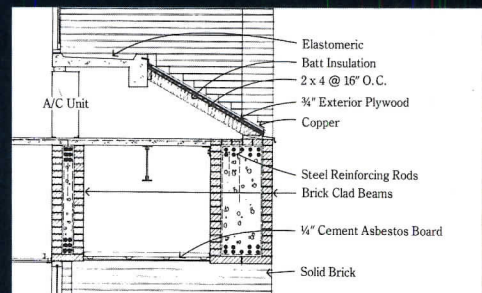 Elastomeric
Batt Insulation
2 x 4 @ 16" O.C.
A/C Unit
¾" Exterior Plywood
Copper
Steel Reinforcing Rods
Brick Clad Beams
¼" Cement Asbestos Board
Solid Brick